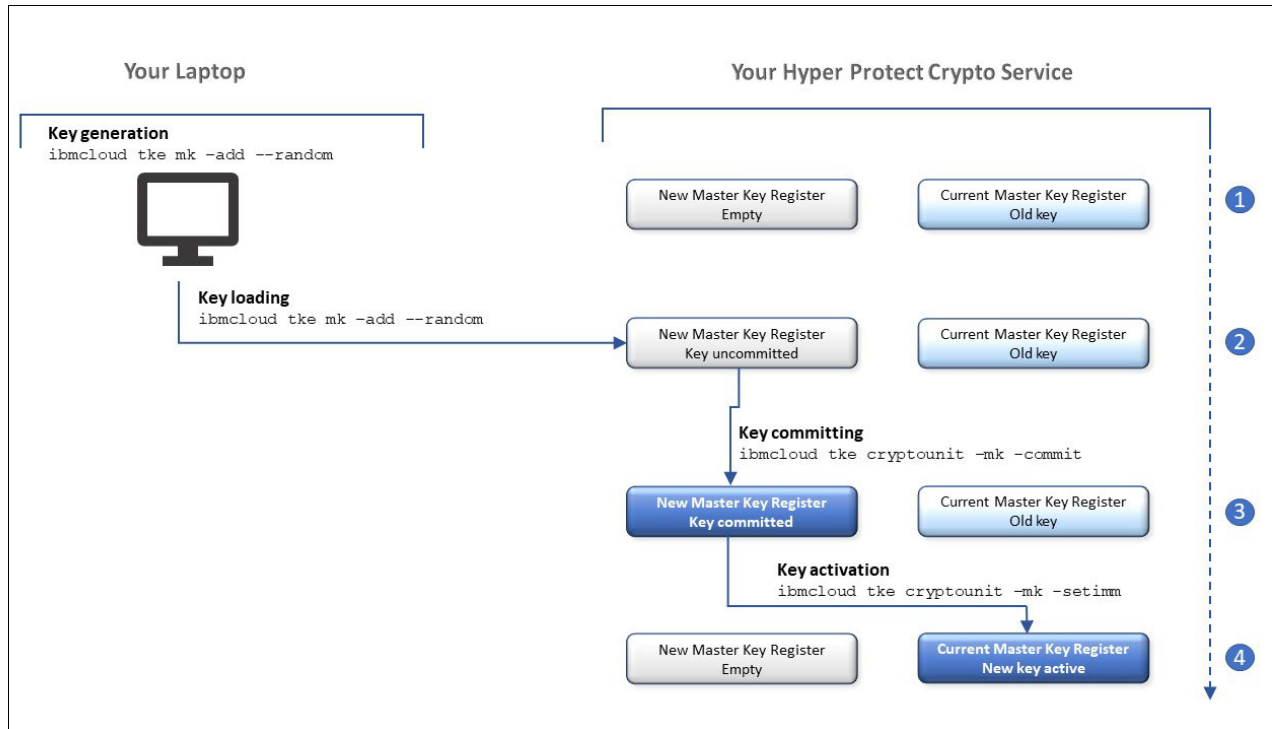 Your Laptop
Your Hyper Protect Crypto Service
Key generation
ibmcloud tke mk –add --random
New Master Key Register
Empty
Current Master Key Register
Old key
1
Key loading
ibmcloud tke mk –add --random
New Master Key Register
Key uncommitted
Current Master Key Register
Old key
2
Key committing
ibmcloud tke cryptounit –mk -commit
New Master Key Register
Key committed
Current Master Key Register
Old key
3
Key activation
ibmcloud tke cryptounit –mk -setimm
New Master Key Register
Empty
Current Master Key Register
New key active
4